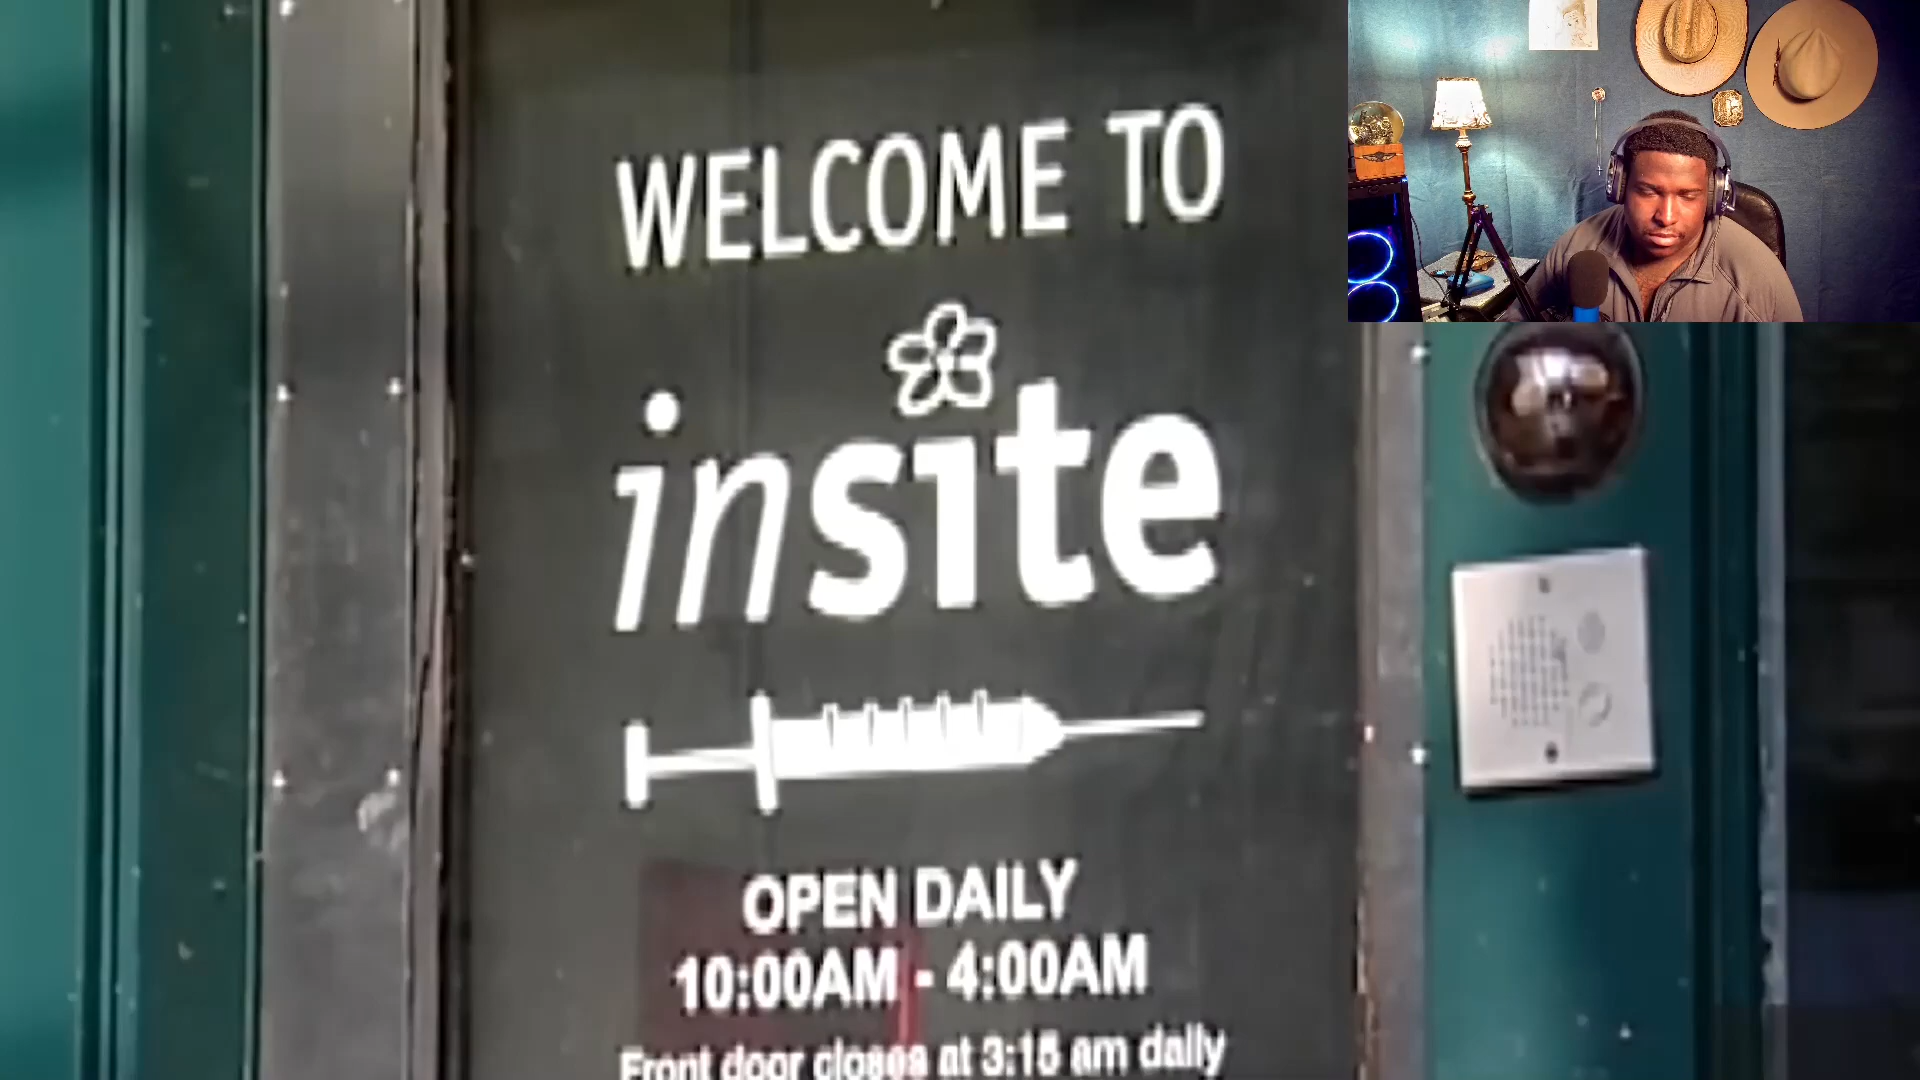 WELCOME TO
insite
OPEN DAILY
10:00AM - 4:00AM
Front door closes at 3:15 am daily